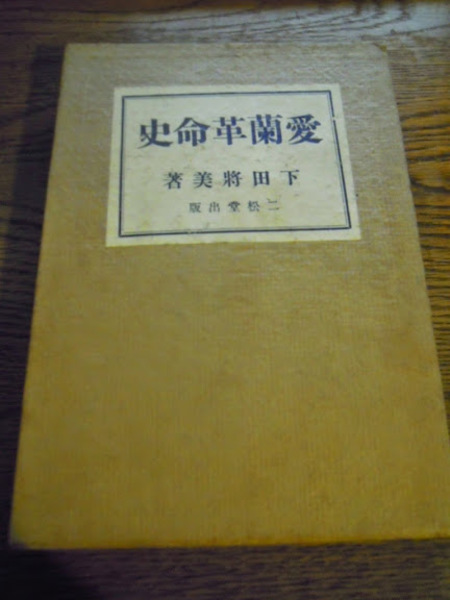 愛蘭革命史
下田將美著
二松堂出版